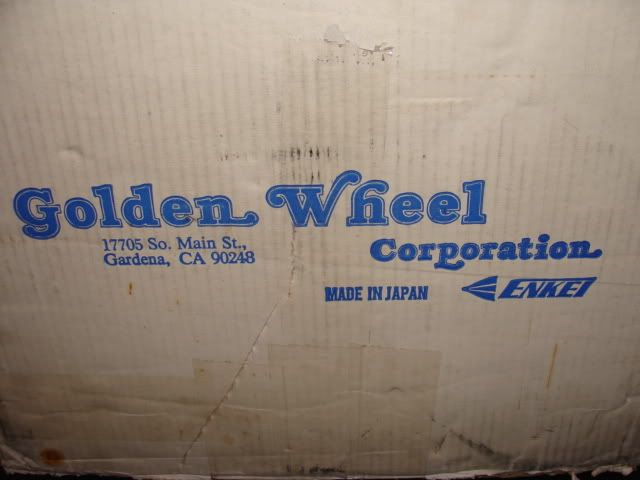 Golden Wheel
Corporation
17705 So. Main St.,
Gardena, CA 90248
MADE IN JAPAN ENKEI